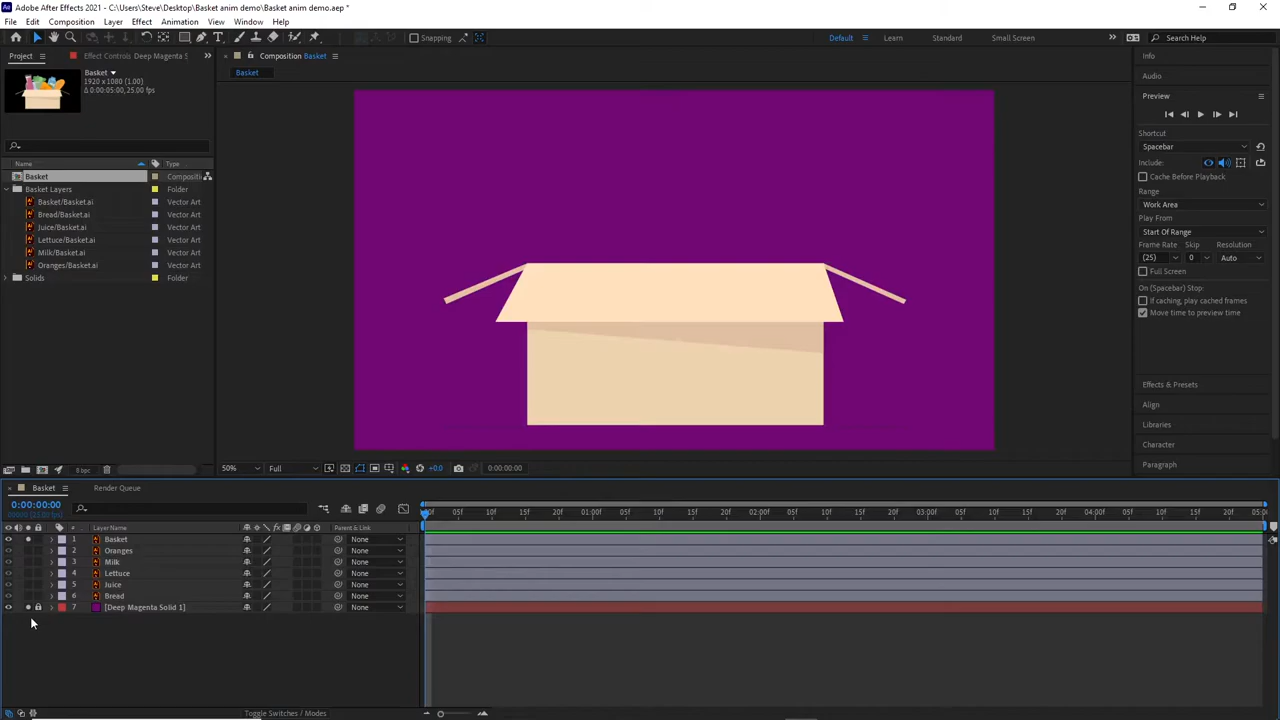 Adobe After Effects 2021 - C:\Users\Steve\Desktop\Basket anim demo\Basket anim demo.aep *
File Edit Composition Layer Effect Animation View Window Help
Snapping
Default Learn Standard Small Screen Search Help
Project Effect Controls Deep Magenta S
Composition Basket
Info
Basket
1920 x 1080 (1.00)
Δ 0:00:05:00, 25.00 fps
Basket
Audio
Preview
Shortcut
Spacebar
Include:
Cache Before Playback
Range
Work Area
Play From
Start Of Range
Frame Rate Skip Resolution
(25) 0 Auto
Full Screen
On (Spacebar) Stop:
If caching, play cached frames
Move time to preview time
Effects & Presets
Align
Libraries
Character
Paragraph
Name Type
Basket Compositi
Basket Layers Folder
Basket/Basket.ai Vector Art
Bread/Basket.ai Vector Art
Juice/Basket.ai Vector Art
Lettuce/Basket.ai Vector Art
Milk/Basket.ai Vector Art
Oranges/Basket.ai Vector Art
Solids Folder
8 bpc
50% Full +0.0 0:00:00:00
Basket Render Queue
0:00:00:00
00f 05f 10f 15f 20f 01:00f 05f 10f 15f 20f 02:00f 05f 10f 15f 20f 03:00f 05f 10f 15f 20f 04:00f 05f 10f 15f 20f 05:00
# Layer Name fx Parent & Link
1 Basket None
2 Oranges None
3 Milk None
4 Lettuce None
5 Juice None
6 Bread None
7 [Deep Magenta Solid 1] None
Toggle Switches / Modes